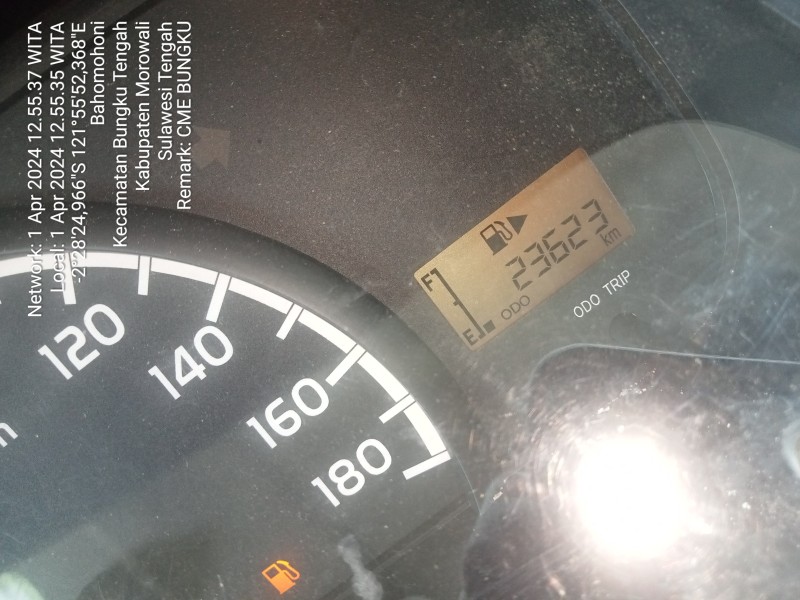 Network: 1 Apr 2024 12.55.37 WITA
Local: 1 Apr 2024 12.55.35 WITA
-2°28'24,966"S 121°55'52,368"E
Bahomohoni
Kecamatan Bungku Tengah
Kabupaten Morowali
Sulawesi Tengah
Remark: CME BUNGKU
F
E
ODO 23623 km
ODO TRIP
120
140
160
180